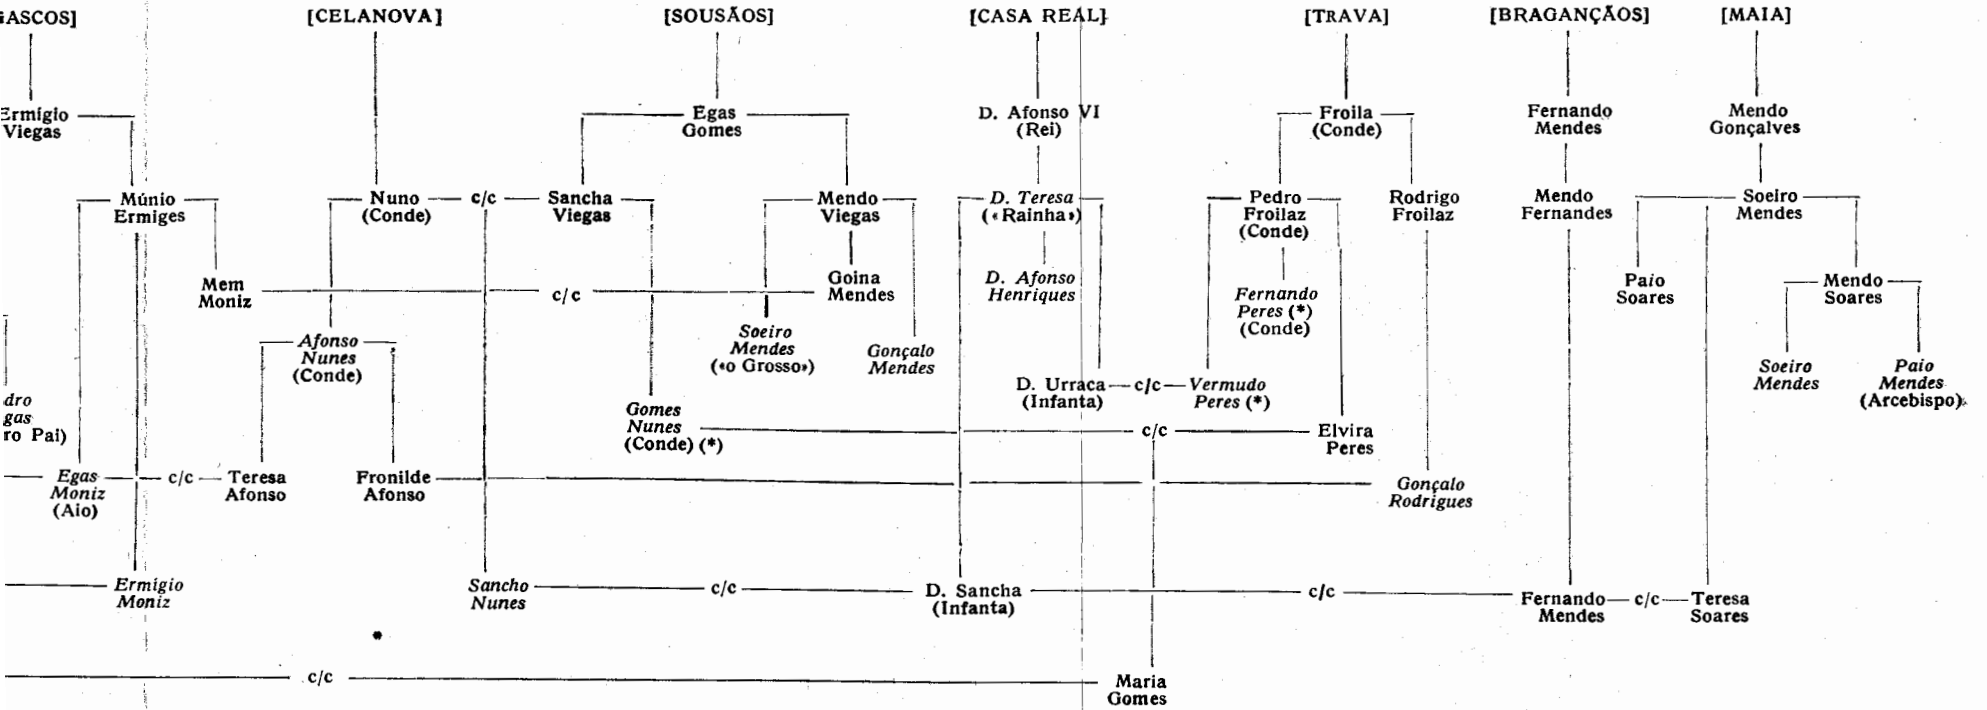 [CELANOVA]
[SOUSÃOS]
[CASA REAL]
[TRAVA]
[BRAGANÇÃOS]
[MAIA]
Ermígio
Viegas
Egas
Gomes
D. Afonso VI
(Rei)
Froila
(Conde)
Fernando
Mendes
Mendo
Gonçalves
Múnio
Ermiges
Nuno
(Conde)
c/c
Sancha
Viegas
Mendo
Viegas
D. Teresa
(«Rainha»)
Pedro
Froilaz
(Conde)
Rodrigo
Froilaz
Mendo
Fernandes
Soeiro
Mendes
Mem
Moniz
c/c
Goina
Mendes
D. Afonso
Henriques
Fernando
Peres (*)
(Conde)
Paio
Soares
Mendo
Soares
Afonso
Nunes
(Conde)
Soeiro
Mendes
(«o Grosso»)
Gonçalo
Mendes
D. Urraca
(Infanta)
c/c
Vermudo
Peres (*)
Soeiro
Mendes
Paio
Mendes
(Arcebispo)
Pai)
Gomes
Nunes
(Conde) (*)
c/c
Elvira
Peres
Egas
Moniz
(Aio)
c/c
Teresa
Afonso
Fronilde
Afonso
Gonçalo
Rodrigues
Ermígio
Moniz
Sancho
Nunes
c/c
D. Sancha
(Infanta)
c/c
Fernando
Mendes
c/c
Teresa
Soares
*
c/c
Maria
Gomes